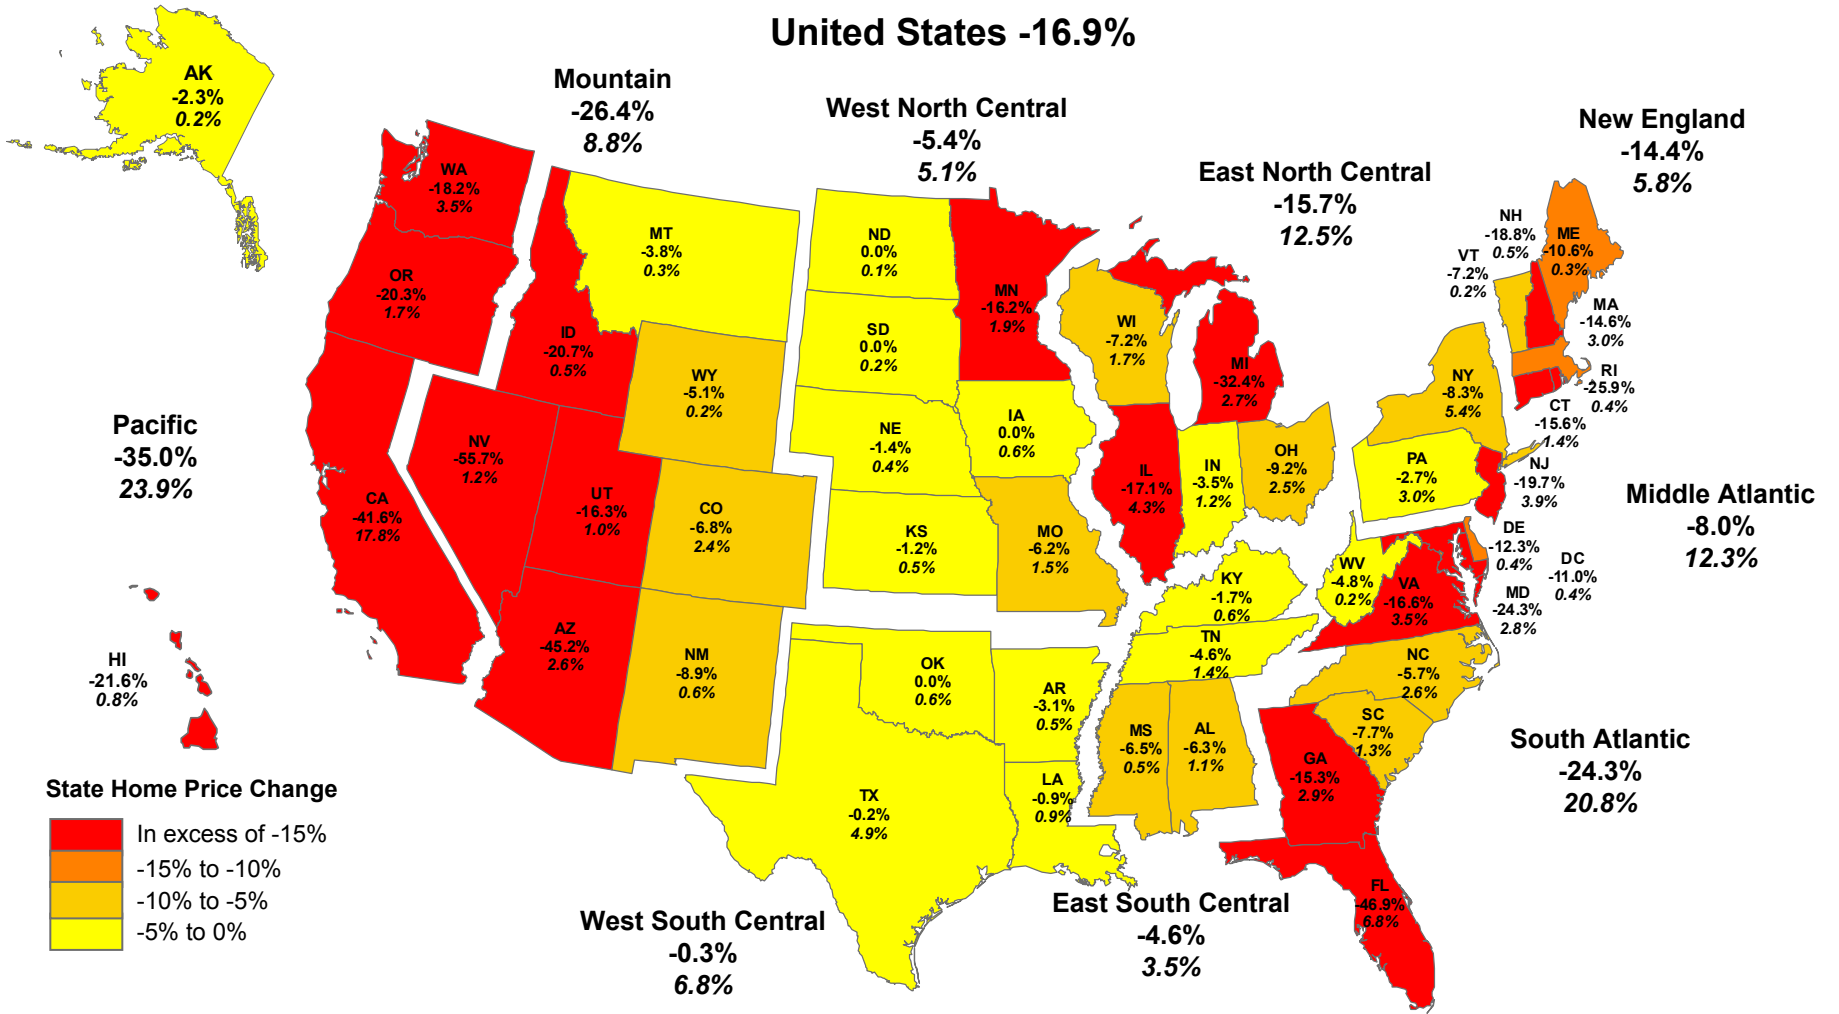 United States -16.9%
AK
-2.3%
0.2%
Mountain
-26.4%
8.8%
West North Central
-5.4%
5.1%
East North Central
-15.7%
12.5%
New England
-14.4%
5.8%
WA
-18.2%
3.5%
OR
-20.3%
1.7%
ID
-20.7%
0.5%
MT
-3.8%
0.3%
WY
-5.1%
0.2%
ND
0.0%
0.1%
SD
0.0%
0.2%
NE
-1.4%
0.4%
KS
-1.2%
0.5%
MN
-16.2%
1.9%
IA
0.0%
0.6%
MO
-6.2%
1.5%
WI
-7.2%
1.7%
MI
-32.4%
2.7%
IL
-17.1%
4.3%
IN
-3.5%
1.2%
OH
-9.2%
2.5%
NH
-18.8%
0.5%
VT
-7.2%
0.2%
ME
-10.6%
0.3%
MA
-14.6%
3.0%
RI
-25.9%
0.4%
CT
-15.6%
1.4%
NY
-8.3%
5.4%
PA
-2.7%
3.0%
NJ
-19.7%
3.9%
Middle Atlantic
-8.0%
12.3%
Pacific
-35.0%
23.9%
CA
-41.6%
17.8%
NV
-55.7%
1.2%
UT
-16.3%
1.0%
CO
-6.8%
2.4%
AZ
-45.2%
2.6%
NM
-8.9%
0.6%
HI
-21.6%
0.8%
DE
-12.3%
0.4%
DC
-11.0%
0.4%
MD
-24.3%
2.8%
WV
-4.8%
0.2%
VA
-16.6%
3.5%
KY
-1.7%
0.6%
TN
-4.6%
1.4%
NC
-5.7%
2.6%
SC
-7.7%
1.3%
OK
0.0%
0.6%
AR
-3.1%
0.5%
TX
-0.2%
4.9%
LA
-0.9%
0.9%
MS
-6.5%
0.5%
AL
-6.3%
1.1%
GA
-15.3%
2.9%
FL
-46.9%
6.8%
South Atlantic
-24.3%
20.8%
East South Central
-4.6%
3.5%
West South Central
-0.3%
6.8%
State Home Price Change
In excess of -15%
-15% to -10%
-10% to -5%
-5% to 0%